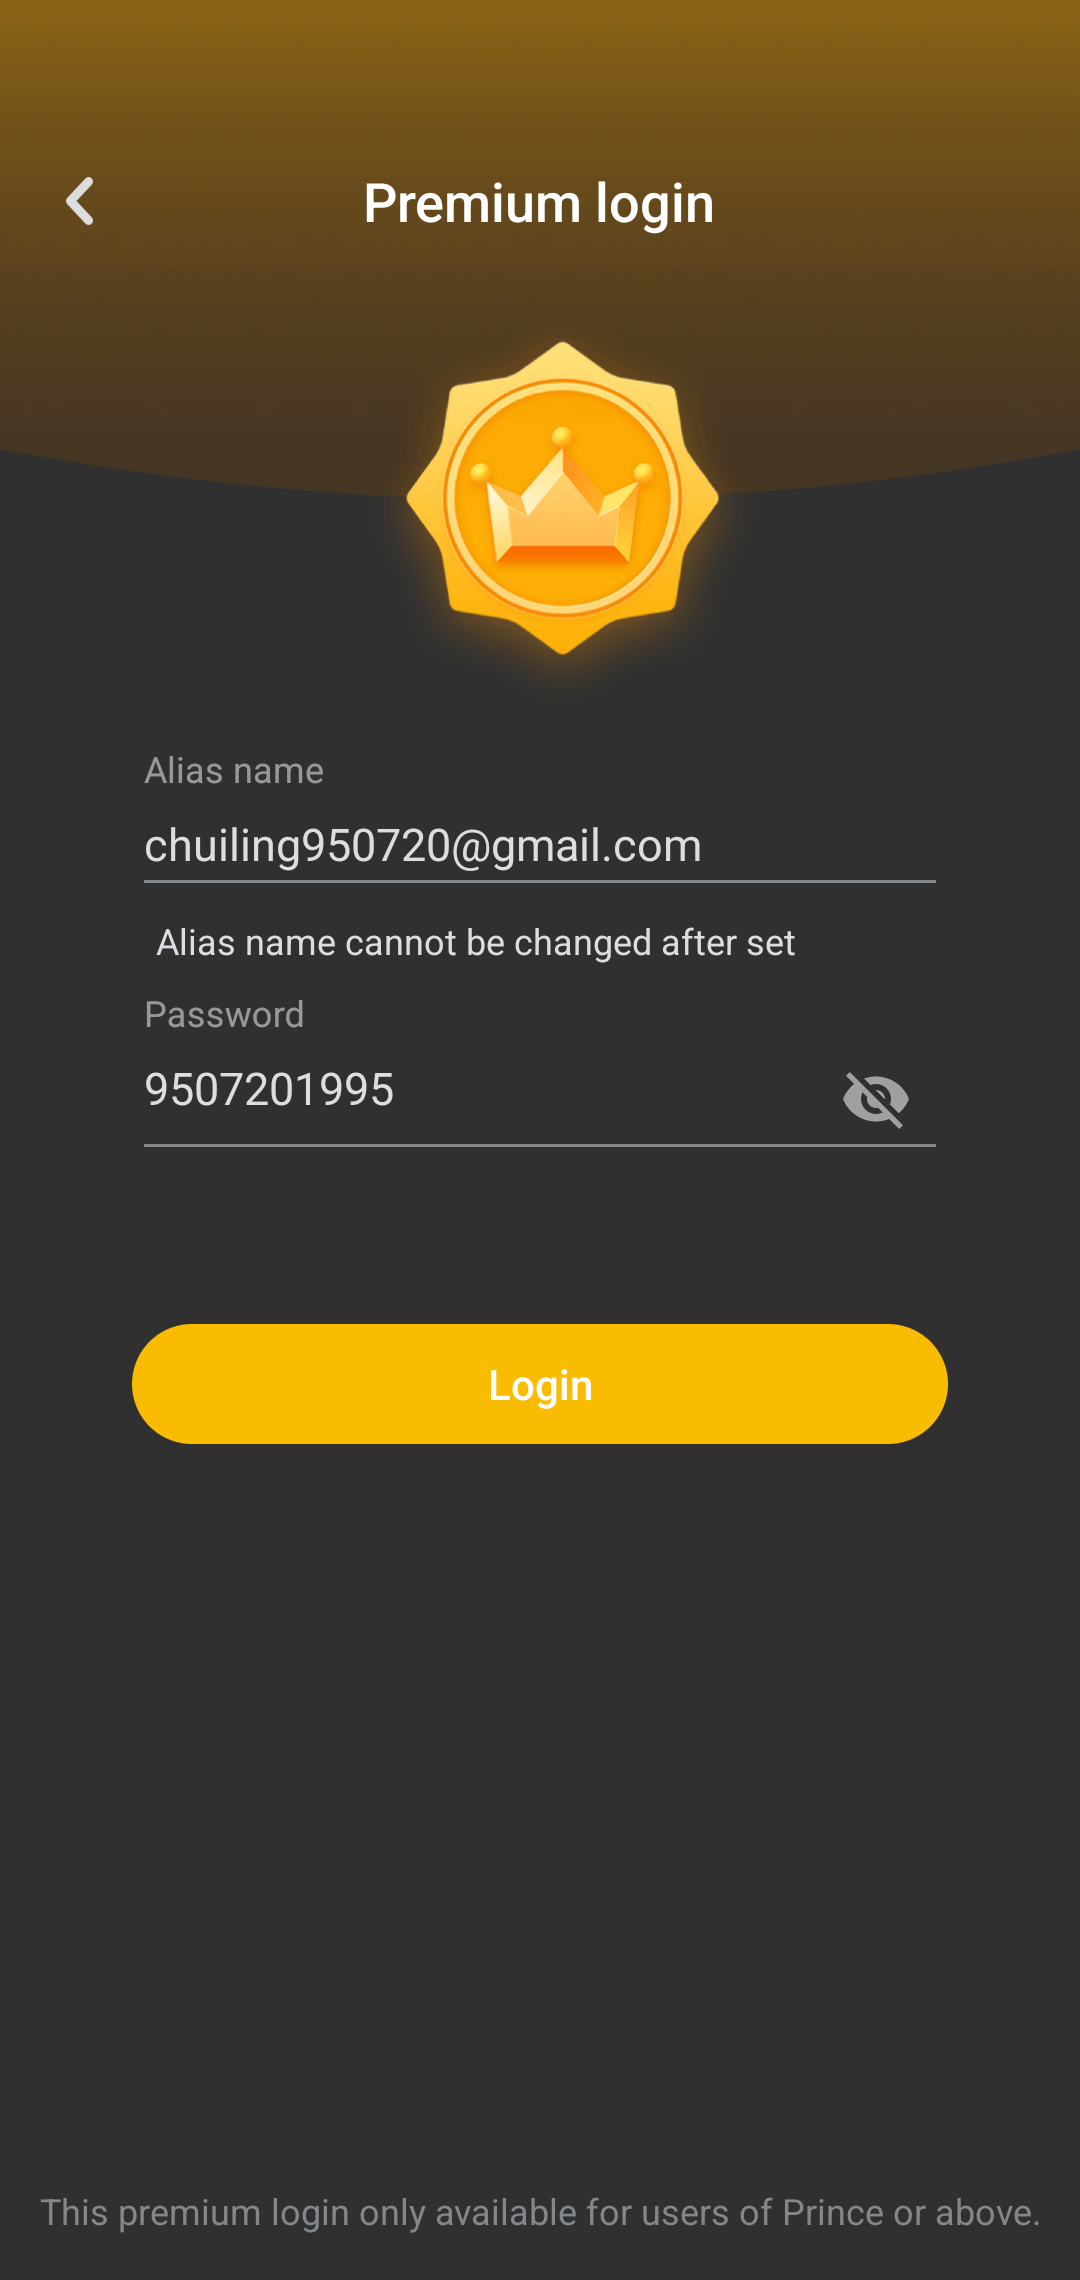 Premium login
Alias name
chuiling950720@gmail.com
Alias name cannot be changed after set
Password
9507201995
Login
This premium login only available for users of Prince or above.